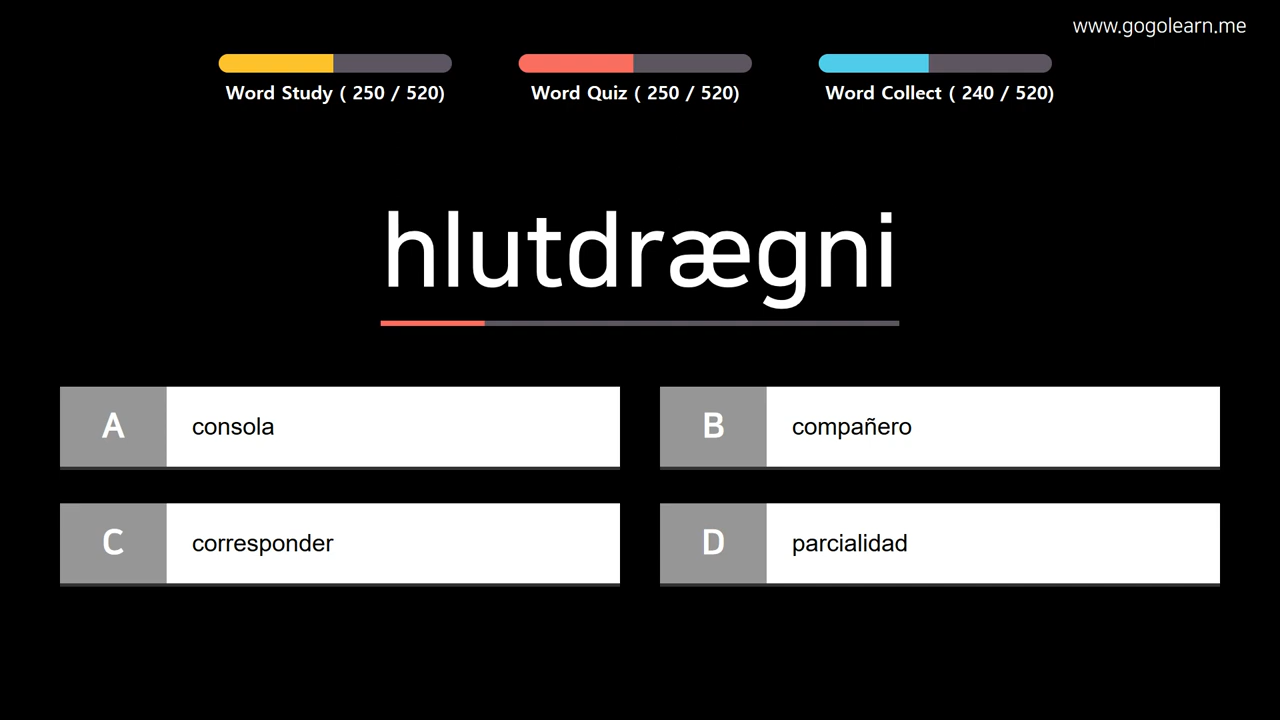 www.gogolearn.me
Word Study ( 250 / 520)
Word Quiz ( 250 / 520)
Word Collect ( 240 / 520)
hlutdrægni
A consola
B compañero
C corresponder
D parcialidad